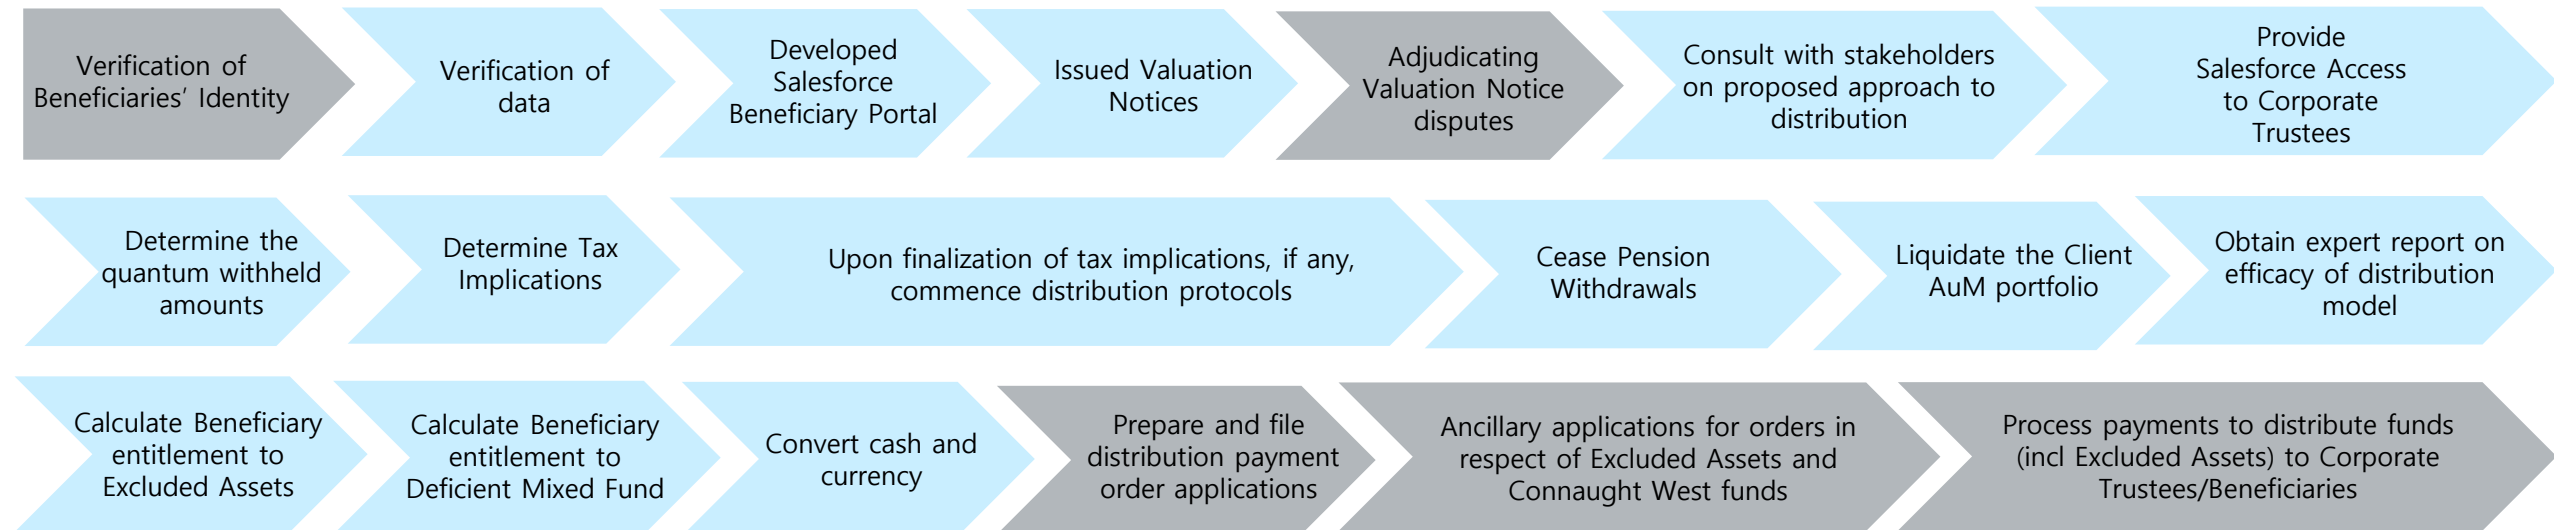 Verification of
Beneficiaries' Identity
Verification of
data
Developed
Salesforce
Beneficiary Portal
Issued Valuation
Notices
Adjudicating
Valuation Notice
disputes
Consult with stakeholders
on proposed approach to
distribution
Provide
Salesforce Access
to Corporate
Trustees
Determine the
quantum withheld
amounts
Determine Tax
Implications
Upon finalization of tax implications, if any,
commence distribution protocols
Cease Pension
Withdrawals
Liquidate the Client
AuM portfolio
Obtain expert report on
efficacy of distribution
model
Calculate Beneficiary
entitlement to
Excluded Assets
Calculate Beneficiary
entitlement to
Deficient Mixed Fund
Convert cash and
currency
Prepare and file
distribution payment
order applications
Ancillary applications for orders in
respect of Excluded Assets and
Connaught West funds
Process payments to distribute funds
(incl Excluded Assets) to Corporate
Trustees/Beneficiaries